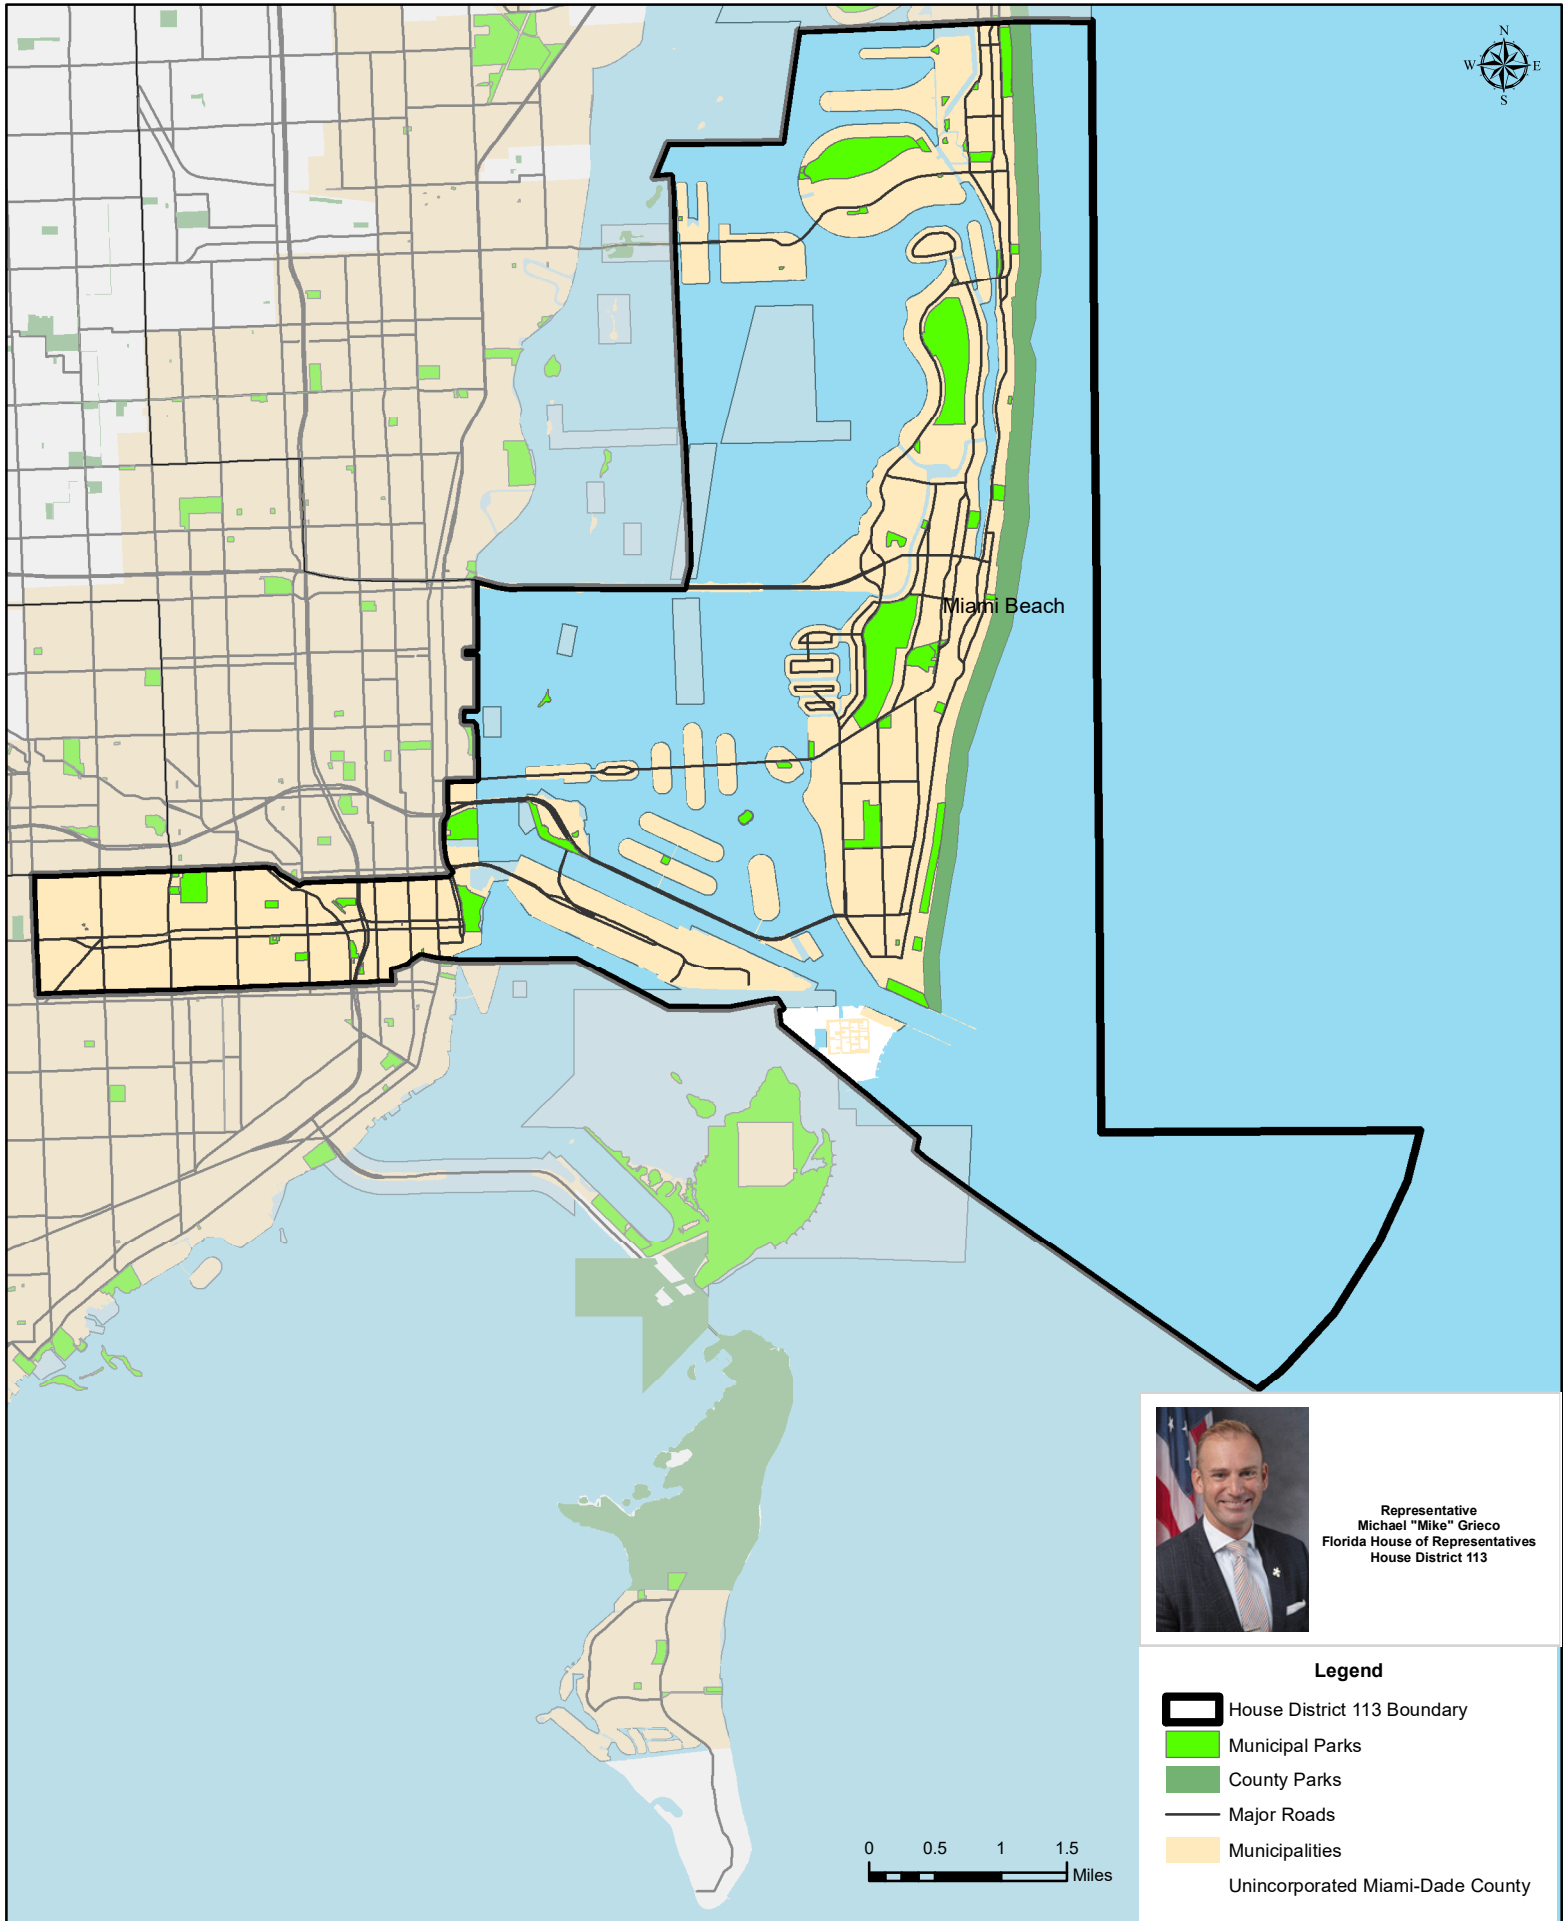 N
W E
S
Miami Beach
Representative
Michael "Mike" Grieco
Florida House of Representatives
House District 113
Legend
House District 113 Boundary
Municipal Parks
County Parks
Major Roads
Municipalities
Unincorporated Miami-Dade County
0 0.5 1 1.5
Miles